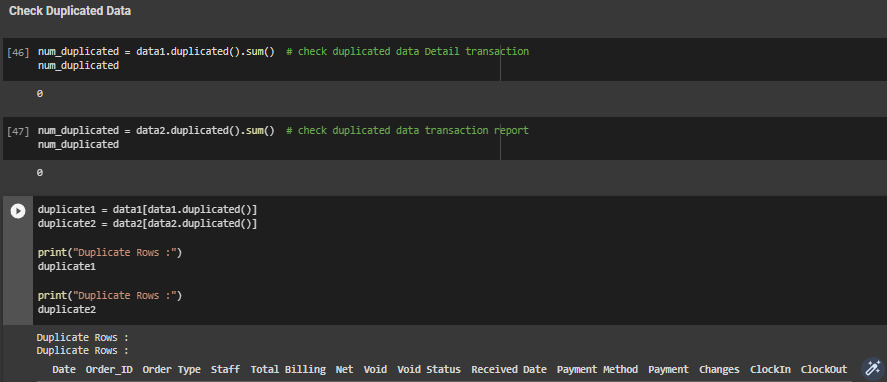 Check Duplicated Data
[46] num_duplicated = data1.duplicated().sum()  # check duplicated data Detail transaction
num_duplicated
0
[47] num_duplicated = data2.duplicated().sum()  # check duplicated data transaction report
num_duplicated
0
duplicate1 = data1[data1.duplicated()]
duplicate2 = data2[data2.duplicated()]
print("Duplicate Rows :")
duplicate1
print("Duplicate Rows :")
duplicate2
Duplicate Rows :
Duplicate Rows :
Date Order_ID Order Type Staff Total Billing Net Void Void Status Received Date Payment Method Payment Changes ClockIn ClockOut